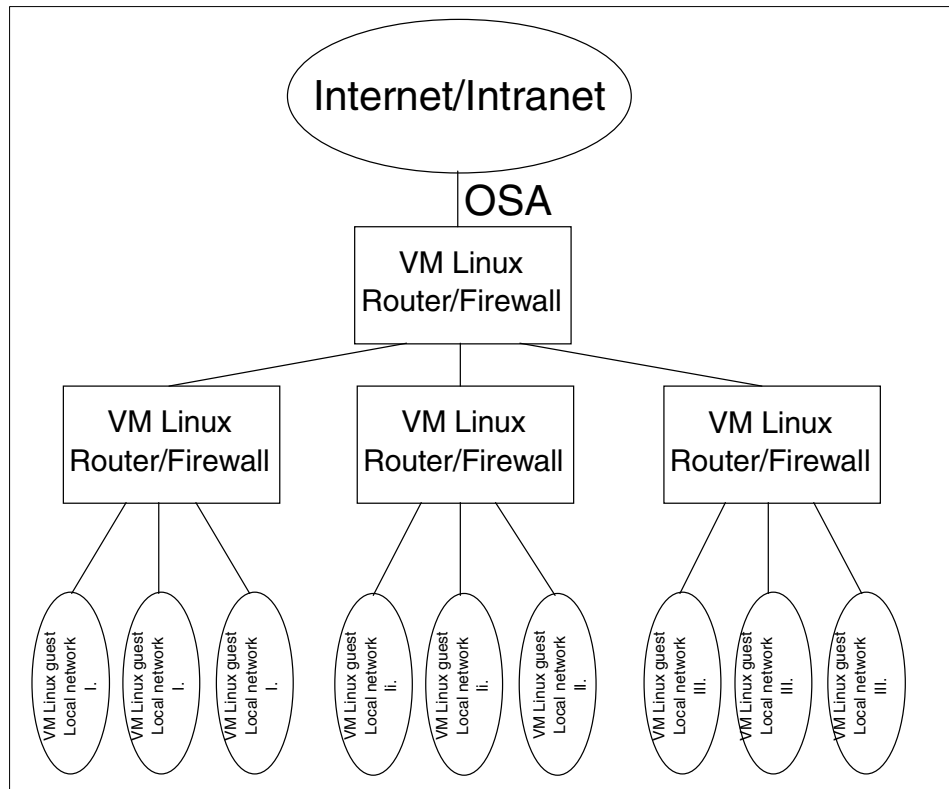 Internet/Intranet
OSA
VM Linux
Router/Firewall
VM Linux
Router/Firewall
VM Linux
Router/Firewall
VM Linux
Router/Firewall
VM Linux guest
Local network
I.
VM Linux guest
Local network
I.
VM Linux guest
Local network
I.
VM Linux guest
Local network
Ii.
VM Linux guest
Local network
Ii.
VM Linux guest
Local network
II.
VM Linux guest
Local network
III.
VM Linux guest
Local network
III.
VM Linux guest
Local network
III.